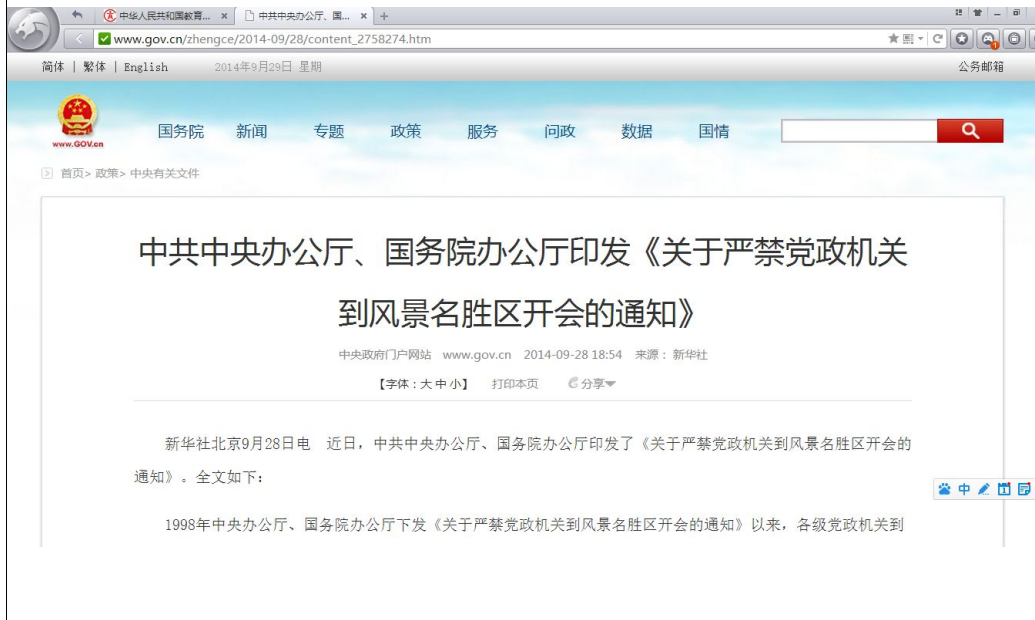 中华人民共和国教育... × 中共中央办公厅、国... × +
www.gov.cn/zhengce/2014-09/28/content_2758274.htm
简体 | 繁体 | English 2014年9月29日 星期 公务邮箱
www.GOV.cn 国务院 新闻 专题 政策 服务 问政 数据 国情
首页> 政策> 中央有关文件
中共中央办公厅、国务院办公厅印发《关于严禁党政机关
到风景名胜区开会的通知》
中央政府门户网站 www.gov.cn 2014-09-28 18:54 来源: 新华社
【字体：大 中 小】 打印本页 分享
新华社北京9月28日电 近日，中共中央办公厅、国务院办公厅印发了《关于严禁党政机关到风景名胜区开会的
通知》。全文如下：
中
1998年中央办公厅、国务院办公厅下发《关于严禁党政机关到风景名胜区开会的通知》以来，各级党政机关到